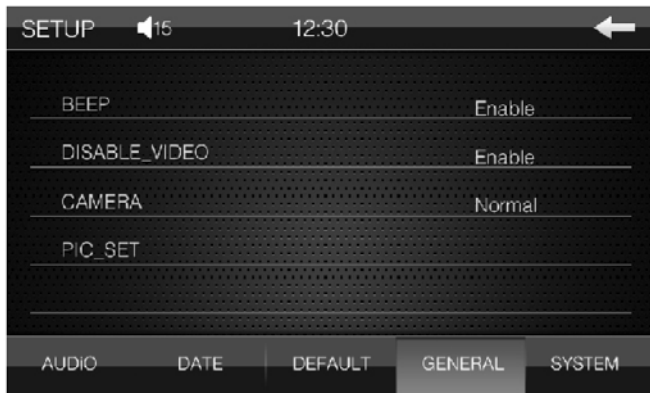 SETUP 15 12:30
BEEP Enable
DISABLE_VIDEO Enable
CAMERA Normal
PIC_SET
AUDiO DATE DEFAULT GENERAL SYSTEM